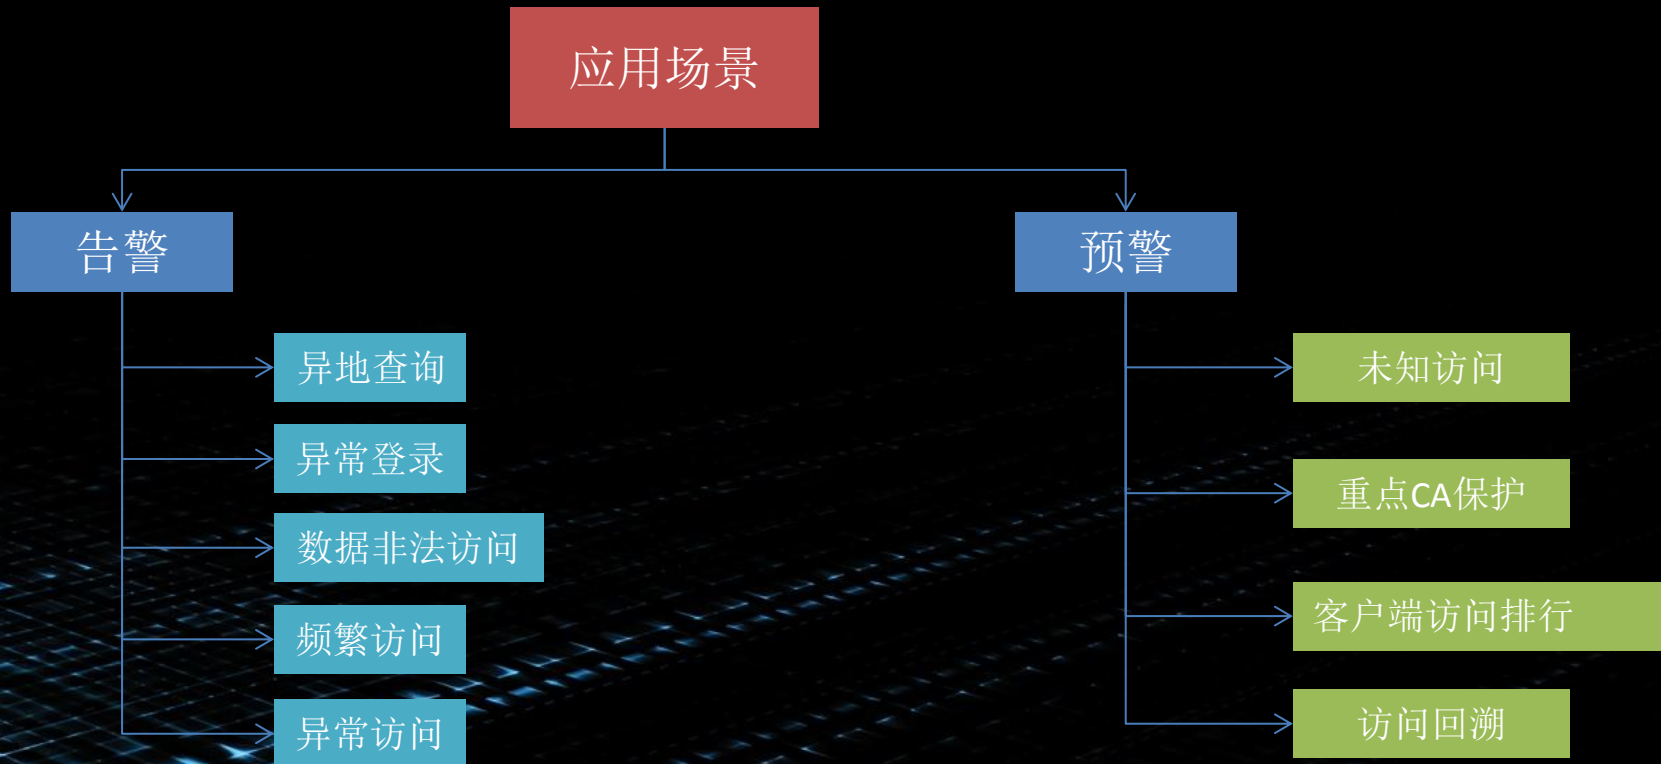 应用场景
告警
预警
异地查询
异常登录
数据非法访问
频繁访问
异常访问
未知访问
重点CA保护
客户端访问排行
访问回溯